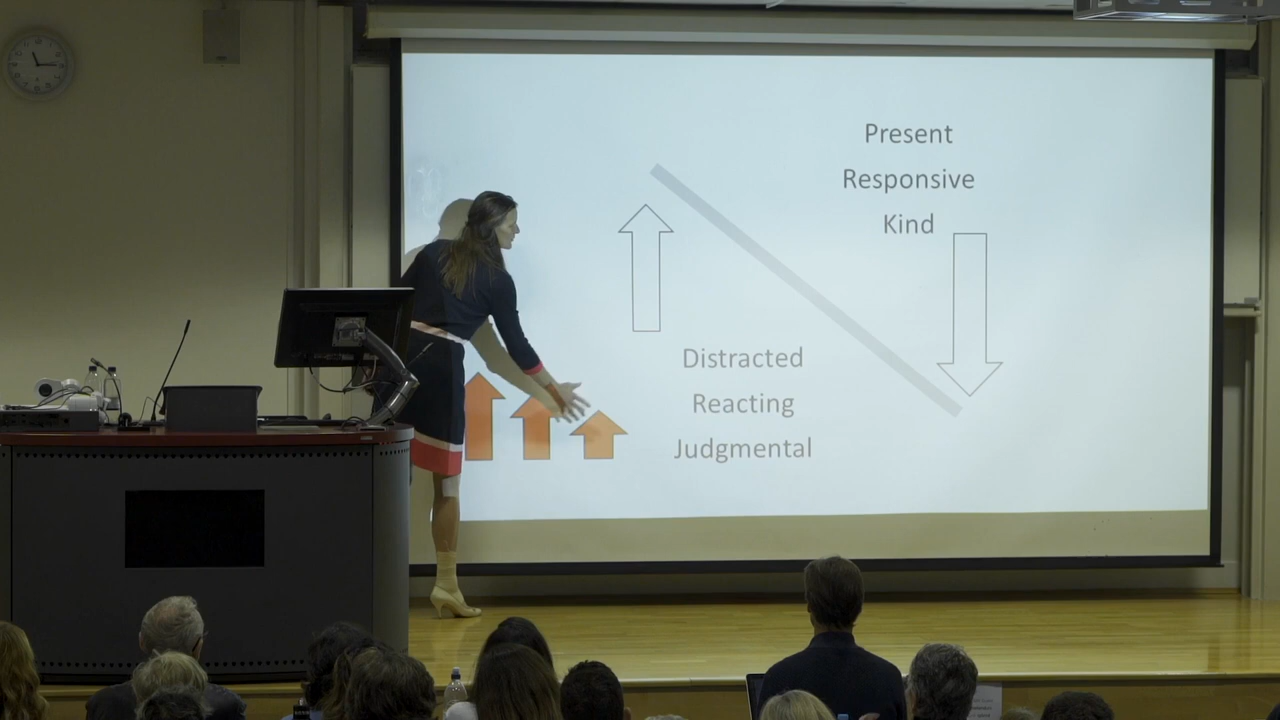 Present
Responsive
Kind
Distracted
Reacting
Judgmental